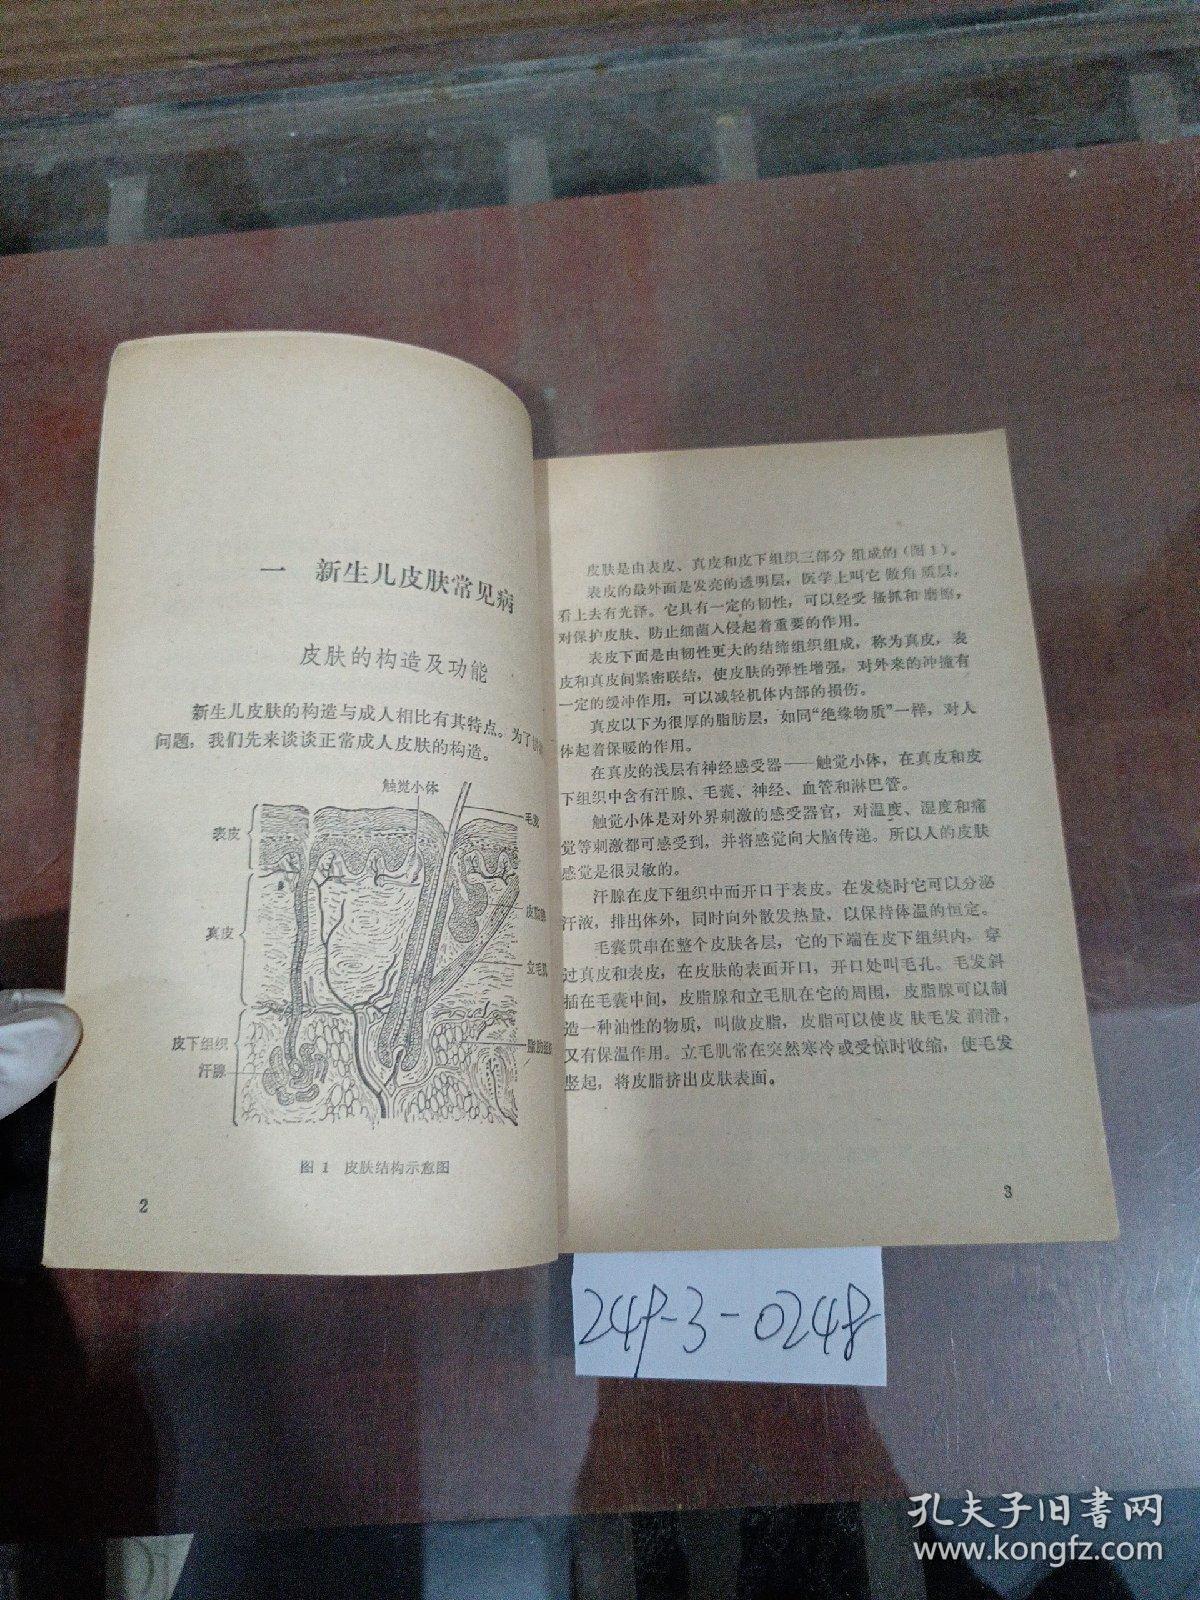 一 新生儿皮肤常见病
皮肤的构造及功能
新生儿皮肤的构造与成人相比有其特点。为了
问题，我们先来谈谈正常成人皮肤的构造。
触觉小体
毛发
表皮
真皮
立毛肌
皮下组织
汗腺
图 1 皮肤结构示意图
2
皮肤是由表皮、真皮和皮下组织三部分组成的（图1）。
表皮的最外面是发亮的透明层，医学上叫它做角质层，
看上去有光泽。它具有一定的韧性，可以经受搔抓和磨擦，
对保护皮肤、防止细菌入侵起着重要的作用。
表皮下面是由韧性更大的结缔组织组成，称为真皮，表
皮和真皮间紧密联结，使皮肤的弹性增强，对外来的冲撞有
一定的缓冲作用，可以减轻机体内部的损伤。
真皮以下为很厚的脂肪层，如同“绝缘物质”一样，对人
体起着保暖的作用。
在真皮的浅层有神经感受器——触觉小体，在真皮和皮
下组织中含有汗腺、毛囊、神经、血管和淋巴管。
触觉小体是对外界刺激的感受器官，对温度、湿度和痛
觉等刺激都可感受到，并将感觉向大脑传递。所以人的皮肤
感觉是很灵敏的。
汗腺在皮下组织中而开口于表皮。在发烧时它可以分泌
汗液，排出体外，同时向外散发热量，以保持体温的恒定。
毛囊贯串在整个皮肤各层，它的下端在皮下组织内，穿
过真皮和表皮，在皮肤的表面开口，开口处叫毛孔。毛发斜
插在毛囊中间，皮脂腺和立毛肌在它的周围，皮脂腺可以制
造一种油性的物质，叫做皮脂，皮脂可以使皮肤毛发润滑，
又有保温作用。立毛肌常在突然寒冷或受惊时收缩，使毛发
竖起，将皮脂挤出皮肤表面。
3
249-3-0248
孔夫子旧书网
www.kongfz.com